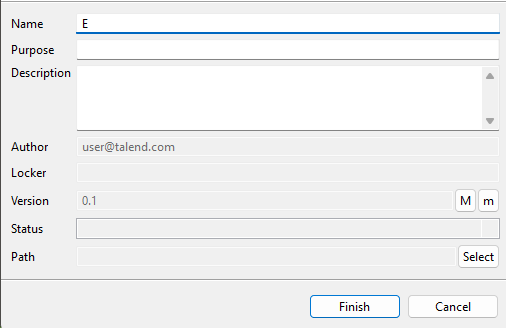 Name E
Purpose
Description
Author user@talend.com
Locker
Version 0.1 M m
Status
Path Select
Finish Cancel